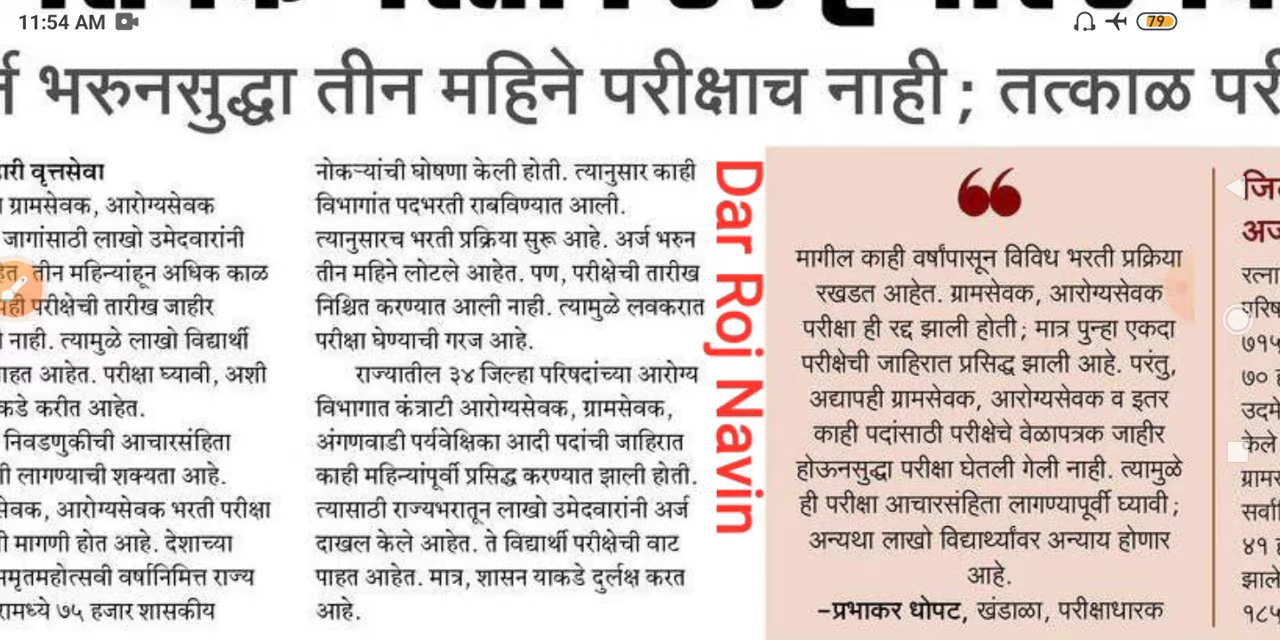 11:54 AM
79
भरुनसुद्धा तीन महिने परीक्षाच नाही; तत्काळ
वृत्तसेवा
ग्रामसेवक, आरोग्यसेवक
जागांसाठी लाखो उमेदवारांनी
तीन महिन्यांहून अधिक काळ
परीक्षेची तारीख जाहीर
नाही. त्यामुळे लाखो विद्यार्थी
आहेत. परीक्षा घ्यावी, अशी
करीत आहेत.
निवडणुकीची आचारसंहिता
लागण्याची शक्यता आहे.
आरोग्यसेवक भरती परीक्षा
मागणी होत आहे. देशाच्या
वर्षानिमित्त राज्य
७५ हजार शासकीय
नोकऱ्यांची घोषणा केली होती. त्यानुसार काही
विभागांत पदभरती राबविण्यात आली.
त्यानुसारच भरती प्रक्रिया सुरू आहे. अर्ज भरुन
तीन महिने लोटले आहेत. पण, परीक्षेची तारीख
निश्चित करण्यात आली नाही. त्यामुळे लवकरात
परीक्षा घेण्याची गरज आहे.
राज्यातील ३४ जिल्हा परिषदांच्या आरोग्य
विभागात कंत्राटी आरोग्यसेवक, ग्रामसेवक,
अंगणवाडी पर्यवेक्षिका आदी पदांची जाहिरात
काही महिन्यांपूर्वी प्रसिद्ध करण्यात झाली होती.
त्यासाठी राज्यभरातून लाखो उमेदवारांनी अर्ज
दाखल केले आहेत. ते विद्यार्थी परीक्षेची वाट
पाहत आहेत. मात्र, शासन याकडे दुर्लक्ष करत
आहे.
Dar Roj Navin
मागील काही वर्षांपासून विविध भरती प्रक्रिया
रखडत आहेत. ग्रामसेवक, आरोग्यसेवक
परीक्षा ही रद्द झाली होती; मात्र पुन्हा एकदा
परीक्षेची जाहिरात प्रसिद्ध झाली आहे. परंतु,
अद्यापही ग्रामसेवक, आरोग्यसेवक व इतर
काही पदांसाठी परीक्षेचे वेळापत्रक जाहीर
होऊनसुद्धा परीक्षा घेतली गेली नाही. त्यामुळे
ही परीक्षा आचारसंहिता लागण्यापूर्वी घ्यावी;
अन्यथा लाखो विद्यार्थ्यांवर अन्याय होणार
आहे.
–प्रभाकर धोपट, खंडाळा, परीक्षाधारक
७०
४१